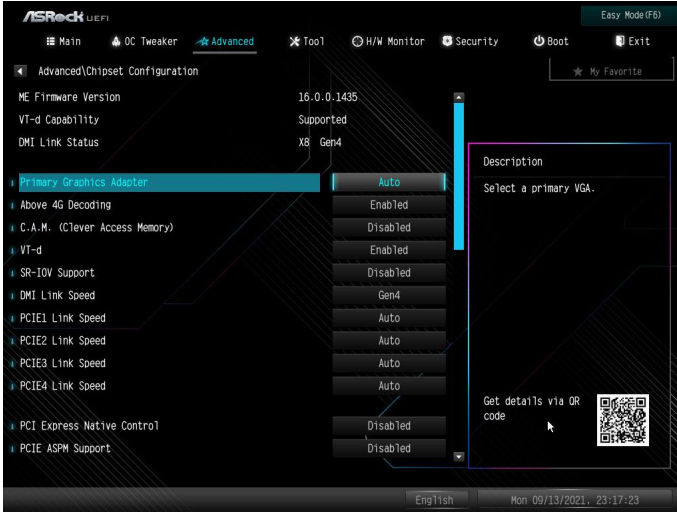 ASRock UEFI
Easy Mode(F6)
Main OC Tweaker Advanced Tool H/W Monitor Security Boot Exit
Advanced\Chipset Configuration
My Favorite
ME Firmware Version 16.0.0.1435
VT-d Capability Supported
DMI Link Status X8 Gen4
Primary Graphics Adapter Auto
Above 4G Decoding Enabled
C.A.M. (Clever Access Memory) Disabled
VT-d Enabled
SR-IOV Support Disabled
DMI Link Speed Gen4
PCIE1 Link Speed Auto
PCIE2 Link Speed Auto
PCIE3 Link Speed Auto
PCIE4 Link Speed Auto
PCI Express Native Control Disabled
PCIE ASPM Support Disabled
Description
Select a primary VGA.
Get details via QR
code
English
Mon 09/13/2021. 23:17:23